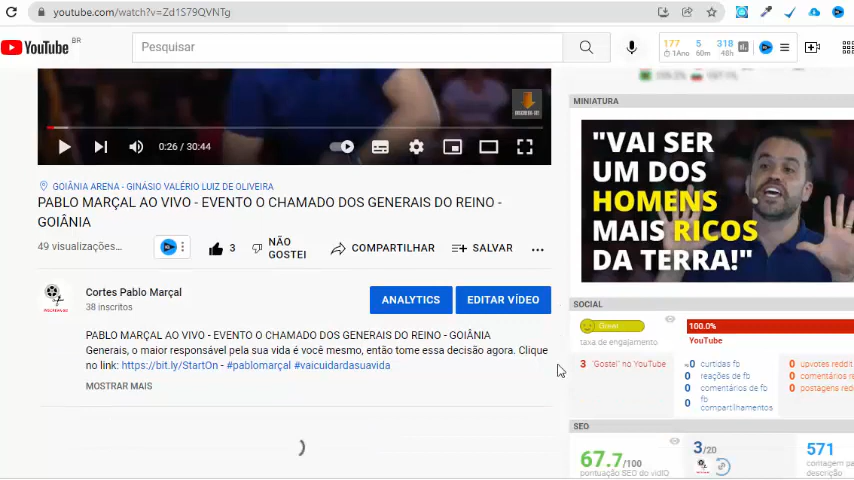 youtube.com/watch?v=Zd1S79QVNTg
YouTube BR
Pesquisar
177 5 318
1Ano 60m 48h
INSCREVA-SE!
0:26 / 30:44
GOIÂNIA ARENA - GINÁSIO VALÉRIO LUIZ DE OLIVEIRA
PABLO MARÇAL AO VIVO - EVENTO O CHAMADO DOS GENERAIS DO REINO -
GOIÂNIA
49 visualizações...
3
NÃO
GOSTEI
COMPARTILHAR
SALVAR
...
Cortes Pablo Marçal
38 inscritos
ANALYTICS
EDITAR VÍDEO
PABLO MARÇAL AO VIVO - EVENTO O CHAMADO DOS GENERAIS DO REINO - GOIÂNIA
Generais, o maior responsável pela sua vida é você mesmo, então tome essa decisão agora. Clique
no link: https://bit.ly/StartOn - #pablomarçal #vaicuidardasuavida
MOSTRAR MAIS
MINIATURA
"VAI SER
UM DOS
HOMENS
MAIS RICOS
DA TERRA!"
SOCIAL
taxa de engajamento.
100.0%
YouTube
3 "Gostei" no YouTube
0 curtidas fb
0 reações de fb
0 comentários de fb
0 fb
compartilhamentos
0 upvotes reddit
0 comentários re
0 postagens red
SEO
67.7/100
pontuação SEO do vidIQ
3/20
571
contagem pa
descrição